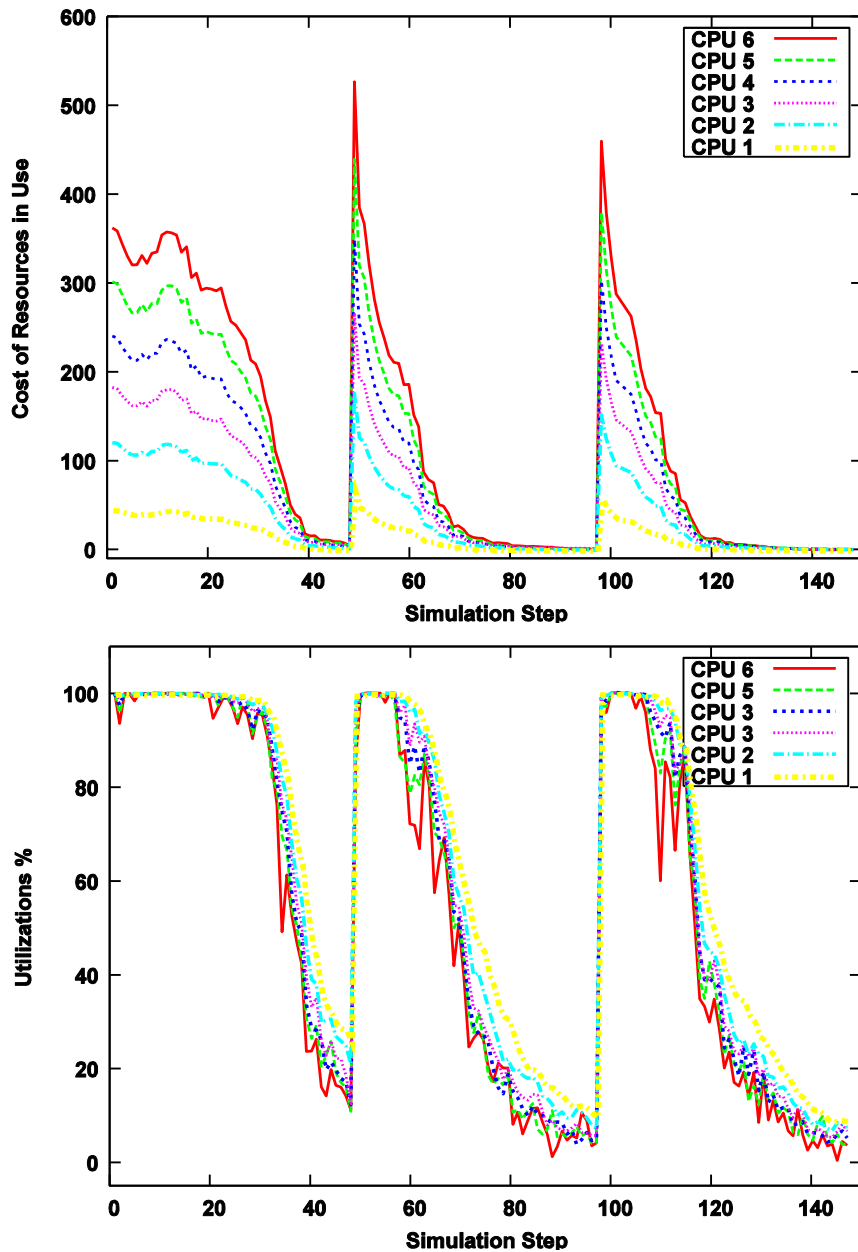 600
500
400
300
200
100
0
Cost of Resources in Use
CPU 6
CPU 5
CPU 4
CPU 3
CPU 2
CPU 1
0 20 40 60 80 100 120 140
Simulation Step
100
80
60
40
20
0
Utilizations %
CPU 6
CPU 5
CPU 3
CPU 3
CPU 2
CPU 1
0 20 40 60 80 100 120 140
Simulation Step